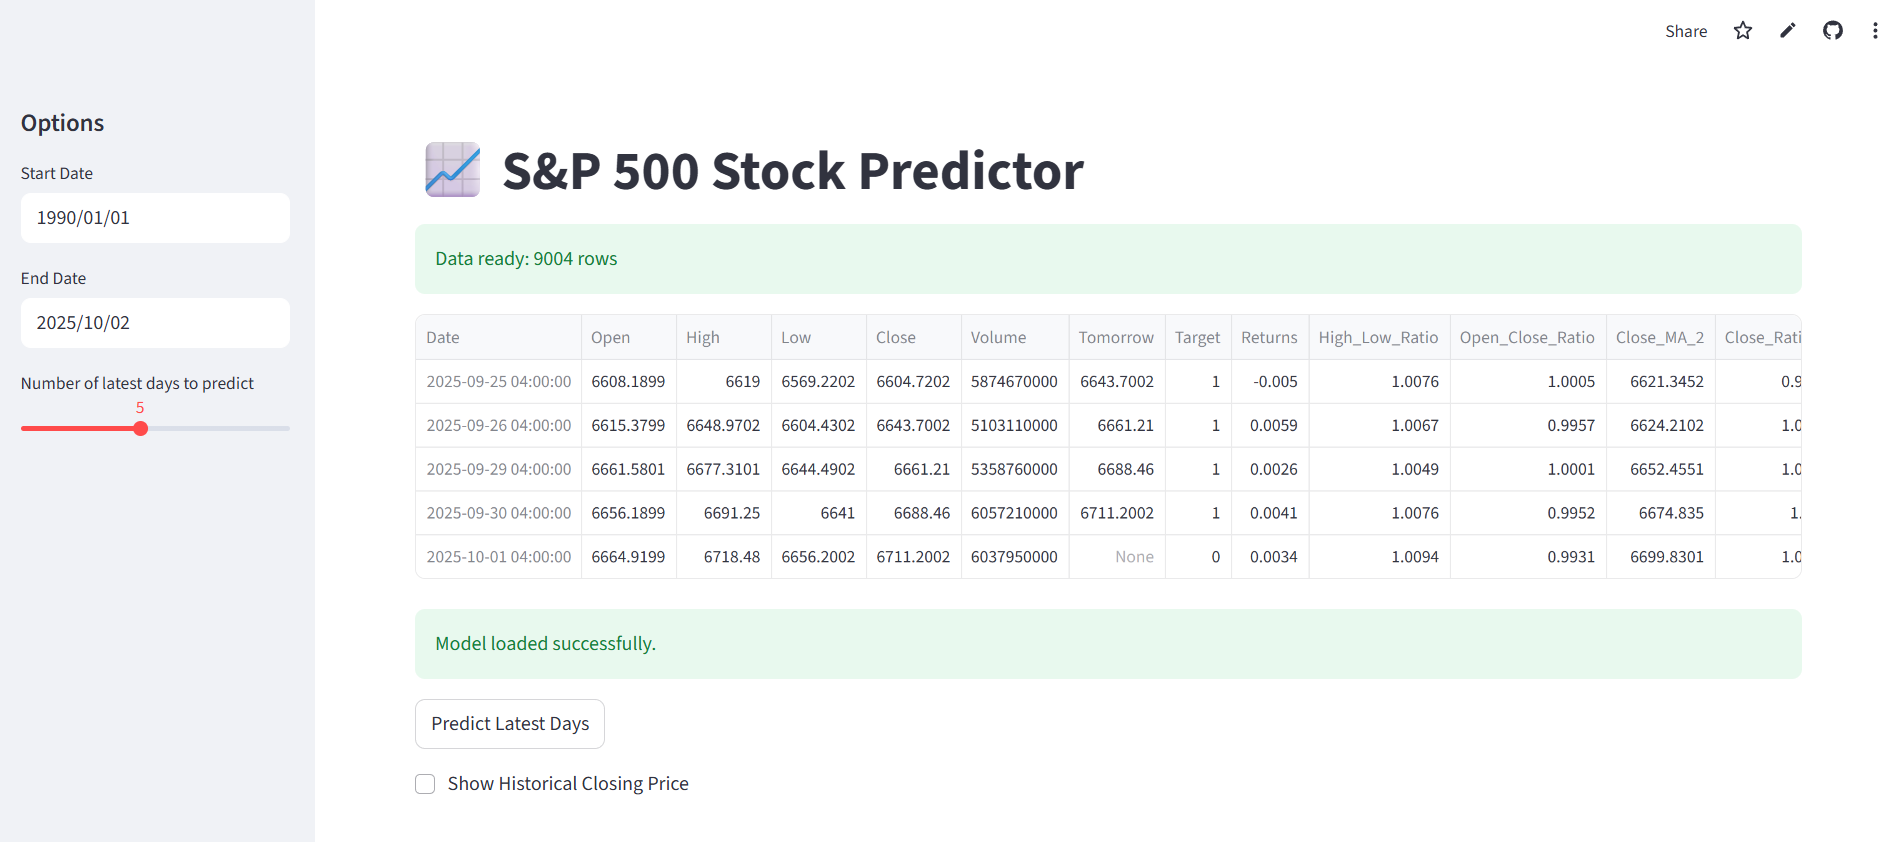 Share
Options
Start Date
1990/01/01
End Date
2025/10/02
Number of latest days to predict
5
S&P 500 Stock Predictor
Data ready: 9004 rows
Date Open High Low Close Volume Tomorrow Target Returns High_Low_Ratio Open_Close_Ratio Close_MA_2 Close_Rati
2025-09-25 04:00:00 6608.1899 6619 6569.2202 6604.7202 5874670000 6643.7002 1 -0.005 1.0076 1.0005 6621.3452 0.9
2025-09-26 04:00:00 6615.3799 6648.9702 6604.4302 6643.7002 5103110000 6661.21 1 0.0059 1.0067 0.9957 6624.2102 1.0
2025-09-29 04:00:00 6661.5801 6677.3101 6644.4902 6661.21 5358760000 6688.46 1 0.0026 1.0049 1.0001 6652.4551 1.0
2025-09-30 04:00:00 6656.1899 6691.25 6641 6688.46 6057210000 6711.2002 1 0.0041 1.0076 0.9952 6674.835 1.
2025-10-01 04:00:00 6664.9199 6718.48 6656.2002 6711.2002 6037950000 None 0 0.0034 1.0094 0.9931 6699.8301 1.0
Model loaded successfully.
Predict Latest Days
Show Historical Closing Price